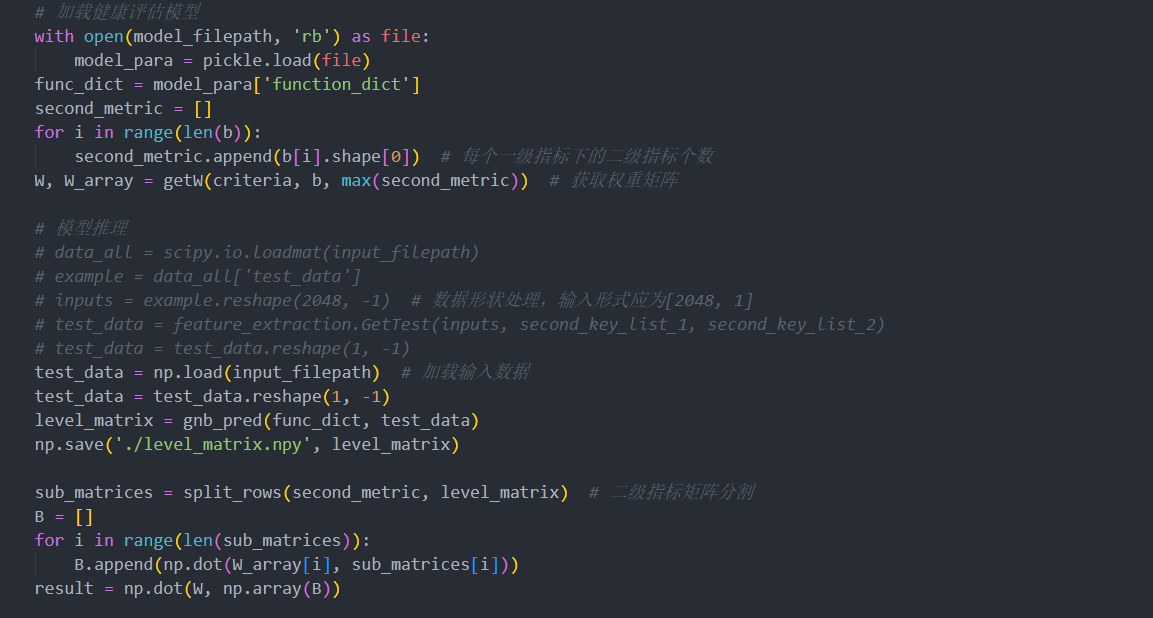 # 加载健康评估模型
with open(model_filepath, 'rb') as file:
    model_para = pickle.load(file)
func_dict = model_para['function_dict']
second_metric = []
for i in range(len(b)):
    second_metric.append(b[i].shape[0])  # 每个一级指标下的二级指标个数
W, W_array = getW(criteria, b, max(second_metric))  # 获取权重矩阵

# 模型推理
# data_all = scipy.io.loadmat(input_filepath)
# example = data_all['test_data']
# inputs = example.reshape(2048, -1)  # 数据形状处理，输入形式应为[2048, 1]
# test_data = feature_extraction.GetTest(inputs, second_key_list_1, second_key_list_2)
# test_data = test_data.reshape(1, -1)
test_data = np.load(input_filepath)  # 加载输入数据
test_data = test_data.reshape(1, -1)
level_matrix = gnb_pred(func_dict, test_data)
np.save('./level_matrix.npy', level_matrix)

sub_matrices = split_rows(second_metric, level_matrix)  # 二级指标矩阵分割
B = []
for i in range(len(sub_matrices)):
    B.append(np.dot(W_array[i], sub_matrices[i]))
result = np.dot(W, np.array(B))